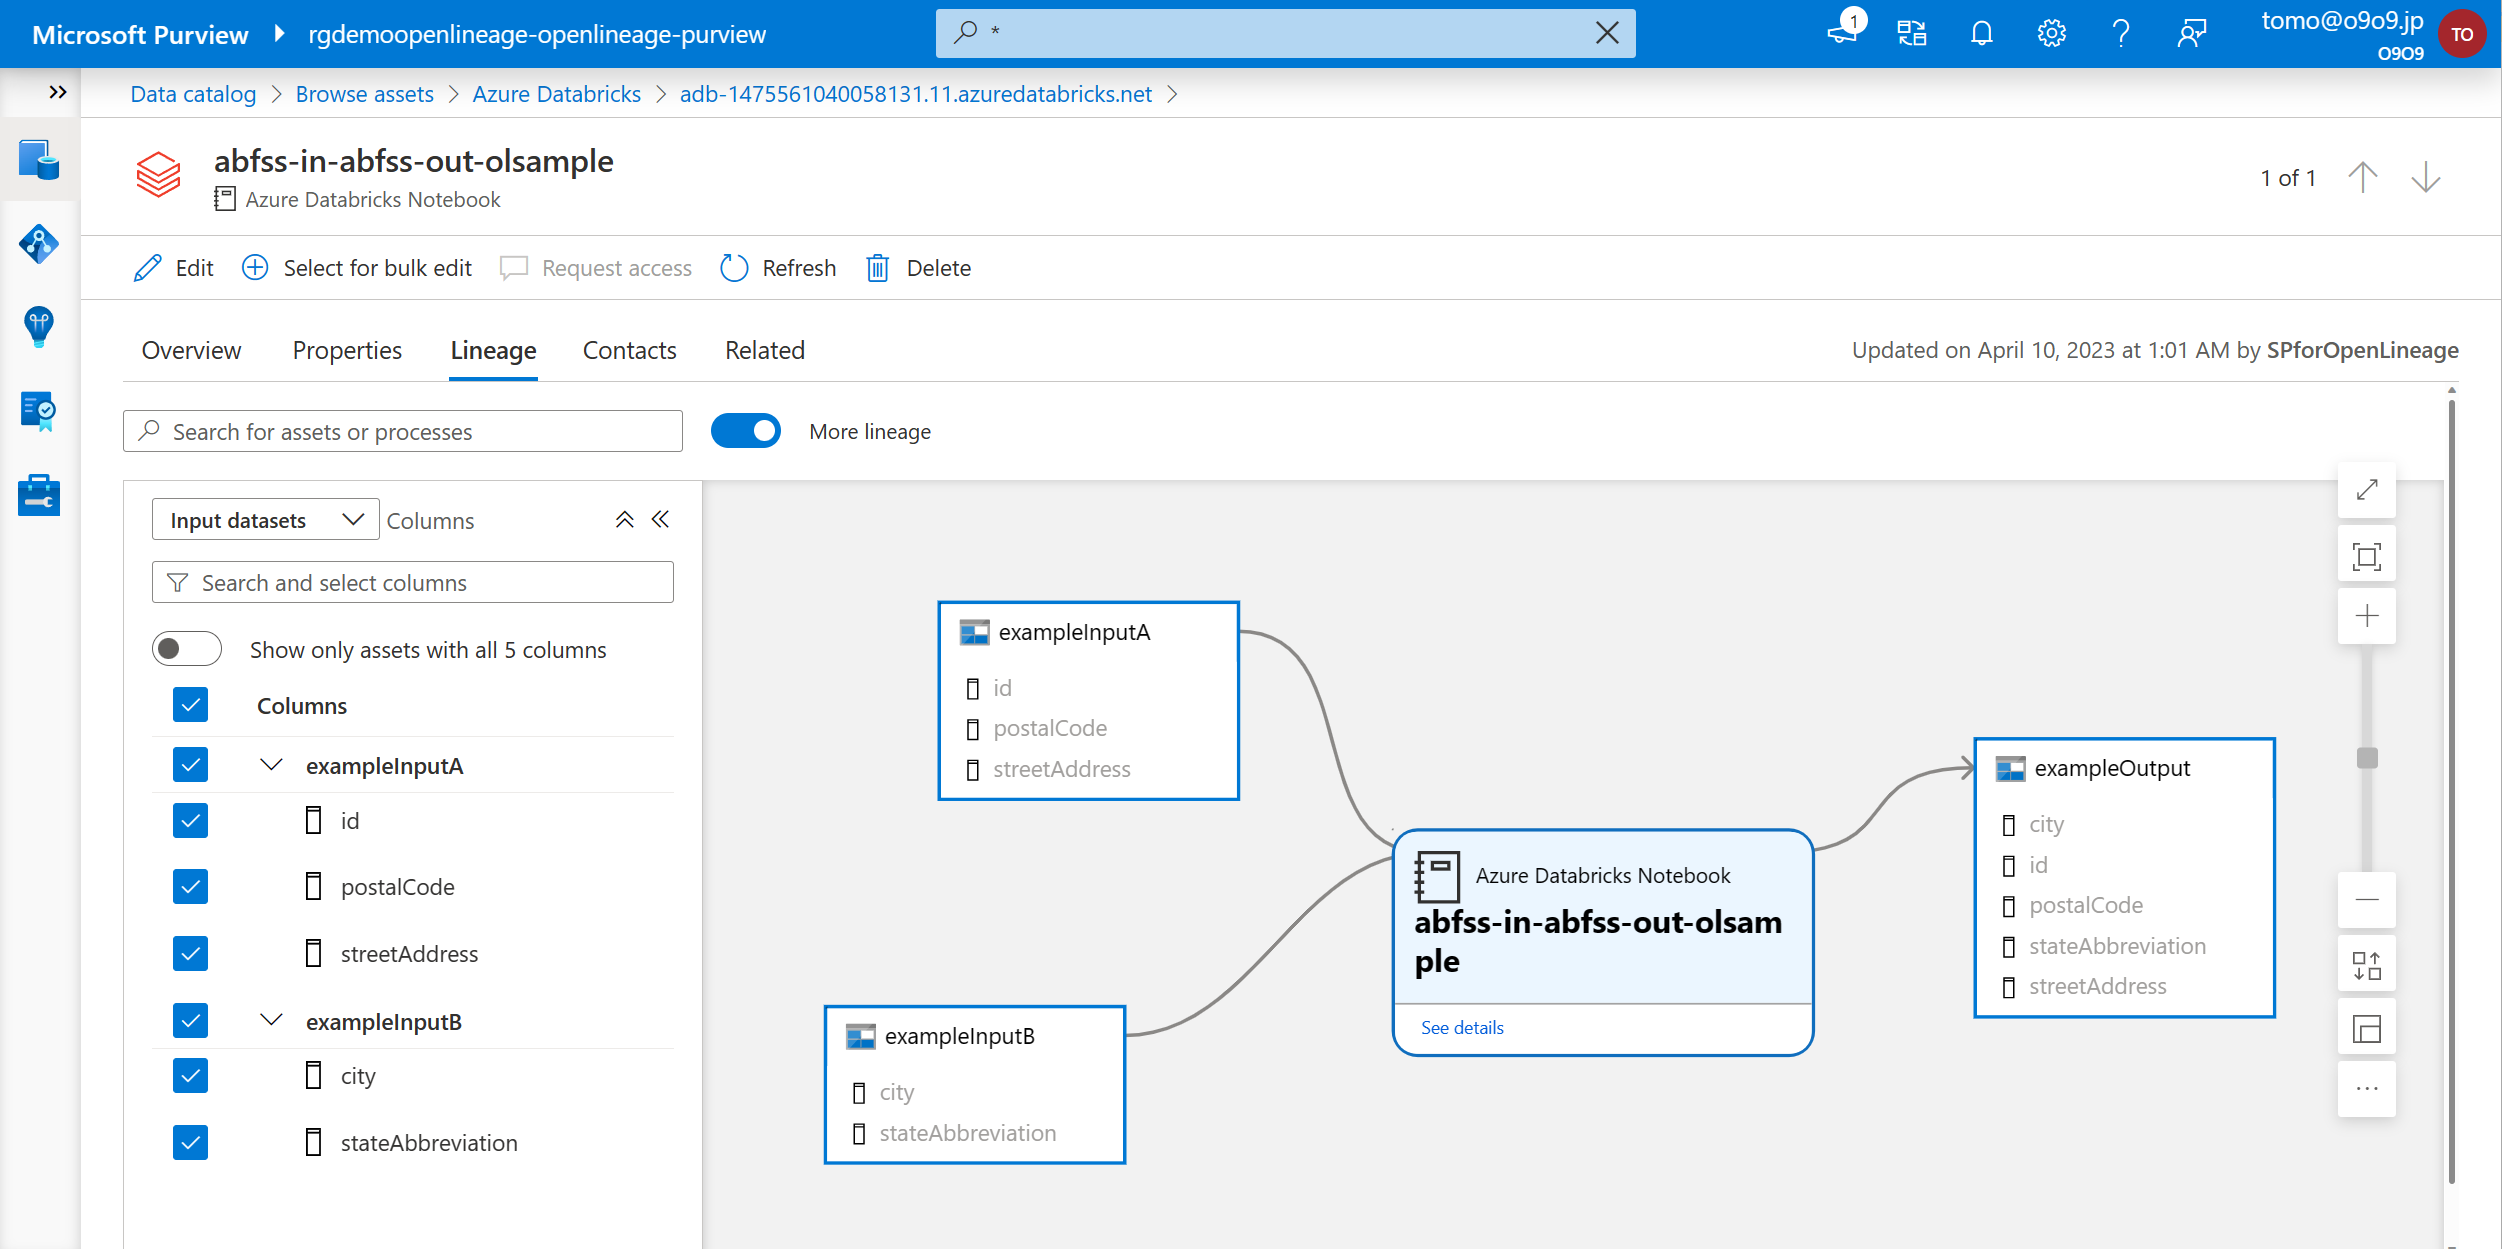 Microsoft Purview rgdemoopenlineage-openlineage-purview
*
1
tomo@o9o9.jp
O9O9
TO
Data catalog > Browse assets > Azure Databricks > adb-1475561040058131.11.azuredatabricks.net >
abfss-in-abfss-out-olsample
Azure Databricks Notebook
1 of 1
Edit Select for bulk edit Request access Refresh Delete
Overview Properties Lineage Contacts Related
Updated on April 10, 2023 at 1:01 AM by SPforOpenLineage
Search for assets or processes
More lineage
Input datasets Columns
Search and select columns
Show only assets with all 5 columns
Columns
exampleInputA
id
postalCode
streetAddress
exampleInputB
city
stateAbbreviation
exampleInputA
id
postalCode
streetAddress
exampleInputB
city
stateAbbreviation
Azure Databricks Notebook
abfss-in-abfss-out-olsam
ple
See details
exampleOutput
city
id
postalCode
stateAbbreviation
streetAddress